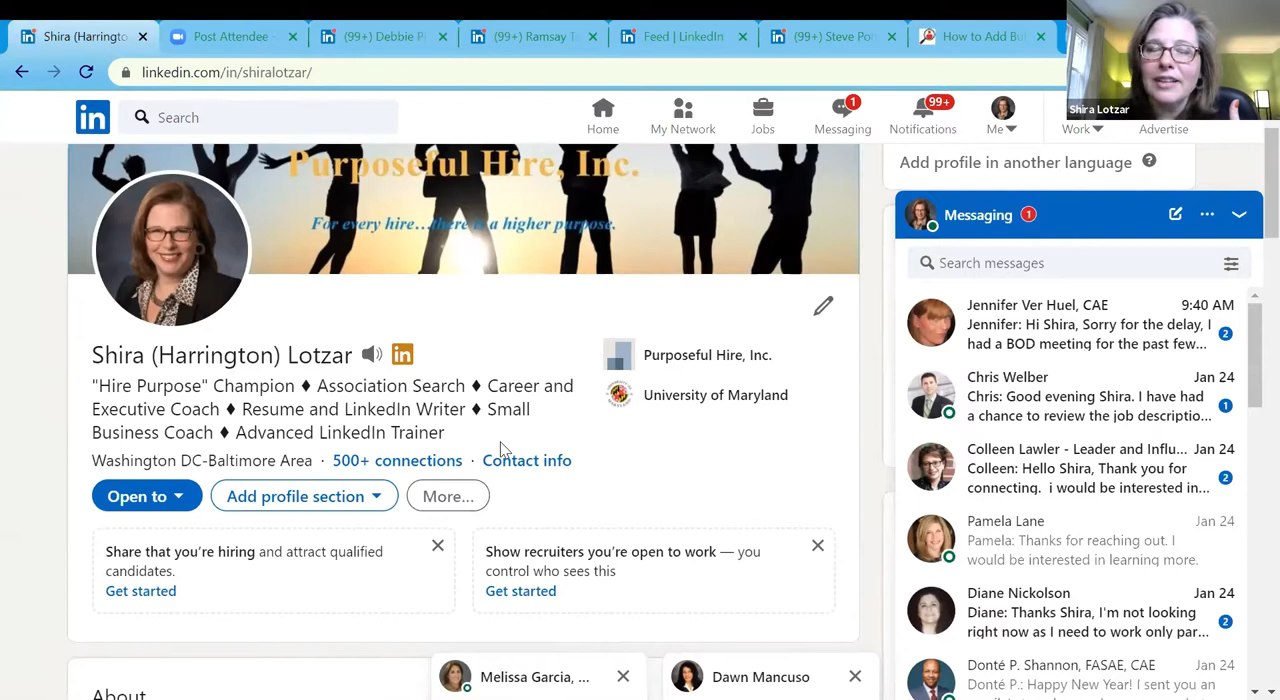 Shira (Harringto
Post Attendee -
(99+) Debbie P
(99+) Ramsay T
Feed | LinkedIn
(99+) Steve Po
How to Add Bu
linkedin.com/in/shiralotzar/
Shira Lotzar
in
Search
Home
My Network
Jobs
1
Messaging
99+
Notifications
Me
Work
Advertise
Purposeful Hire, Inc.
For every hire...there is a higher purpose.
Add profile in another language
Shira (Harrington) Lotzar in
"Hire Purpose" Champion ♦ Association Search ♦ Career and
Executive Coach ♦ Resume and LinkedIn Writer ♦ Small
Business Coach ♦ Advanced LinkedIn Trainer
Washington DC-Baltimore Area · 500+ connections · Contact info
Purposeful Hire, Inc.
University of Maryland
Open to
Add profile section
More...
Share that you're hiring and attract qualified
candidates.
Get started
Show recruiters you're open to work — you
control who sees this
Get started
About
Melissa Garcia, ...
Dawn Mancuso
Messaging 1
Search messages
Jennifer Ver Huel, CAE 9:40 AM
Jennifer: Hi Shira, Sorry for the delay, I
had a BOD meeting for the past few... 2
Chris Welber Jan 24
Chris: Good evening Shira. I have had
a chance to review the job descriptio... 1
Colleen Lawler - Leader and Influ... Jan 24
Colleen: Hello Shira, Thank you for
connecting. i would be interested in... 2
Pamela Lane Jan 24
Pamela: Thanks for reaching out. I
would be interested in learning more.
Diane Nickolson Jan 24
Diane: Thanks Shira, I'm not looking
right now as I need to work only par... 2
Donté P. Shannon, FASAE, CAE Jan 24
Donté P.: Happy New Year! I sent you